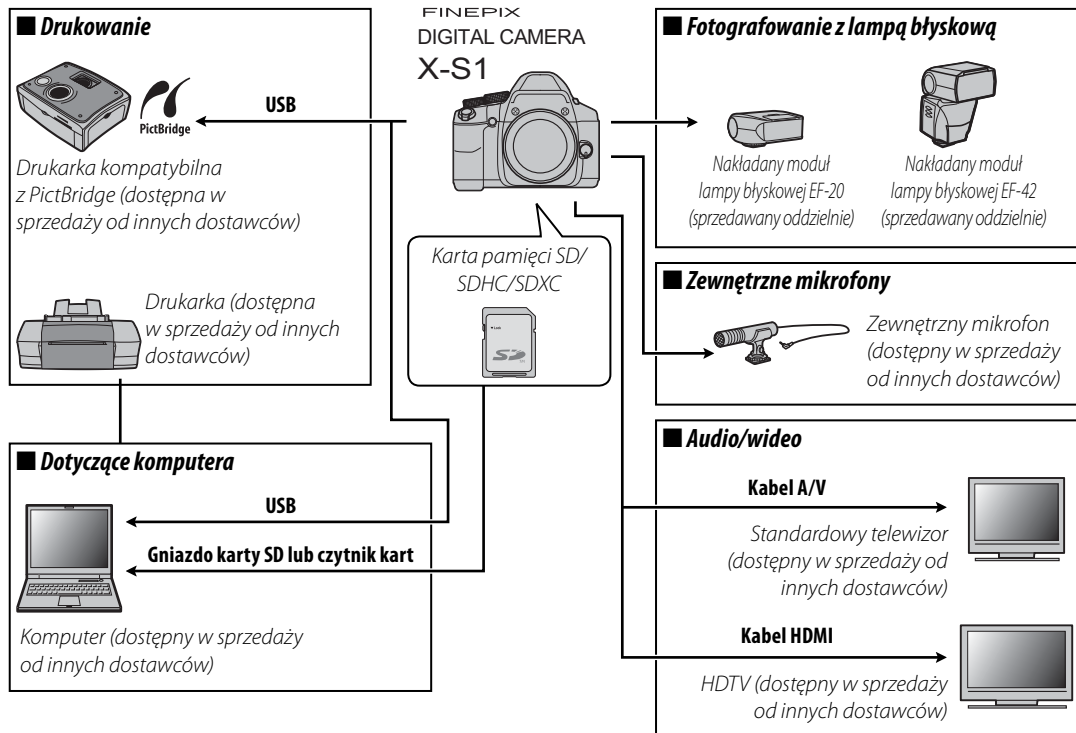 ■ Drukowanie
PictBridge
USB
Drukarka kompatybilna
z PictBridge (dostępna w
sprzedaży od innych dostawców)
Drukarka (dostępna
w sprzedaży od innych
dostawców)
FINEPIX
DIGITAL CAMERA
X-S1
Karta pamięci SD/
SDHC/SDXC
Lock
SD
■ Fotografowanie z lampą błyskową
Nakładany moduł
lampy błyskowej EF-20
(sprzedawany oddzielnie)
Nakładany moduł
lampy błyskowej EF-42
(sprzedawany oddzielnie)
■ Zewnętrzne mikrofony
Zewnętrzny mikrofon
(dostępny w sprzedaży
od innych dostawców)
■ Dotyczące komputera
USB
Gniazdo karty SD lub czytnik kart
Komputer (dostępny w sprzedaży
od innych dostawców)
■ Audio/wideo
Kabel A/V
Standardowy telewizor
(dostępny w sprzedaży od
innych dostawców)
Kabel HDMI
HDTV (dostępny w sprzedaży
od innych dostawców)